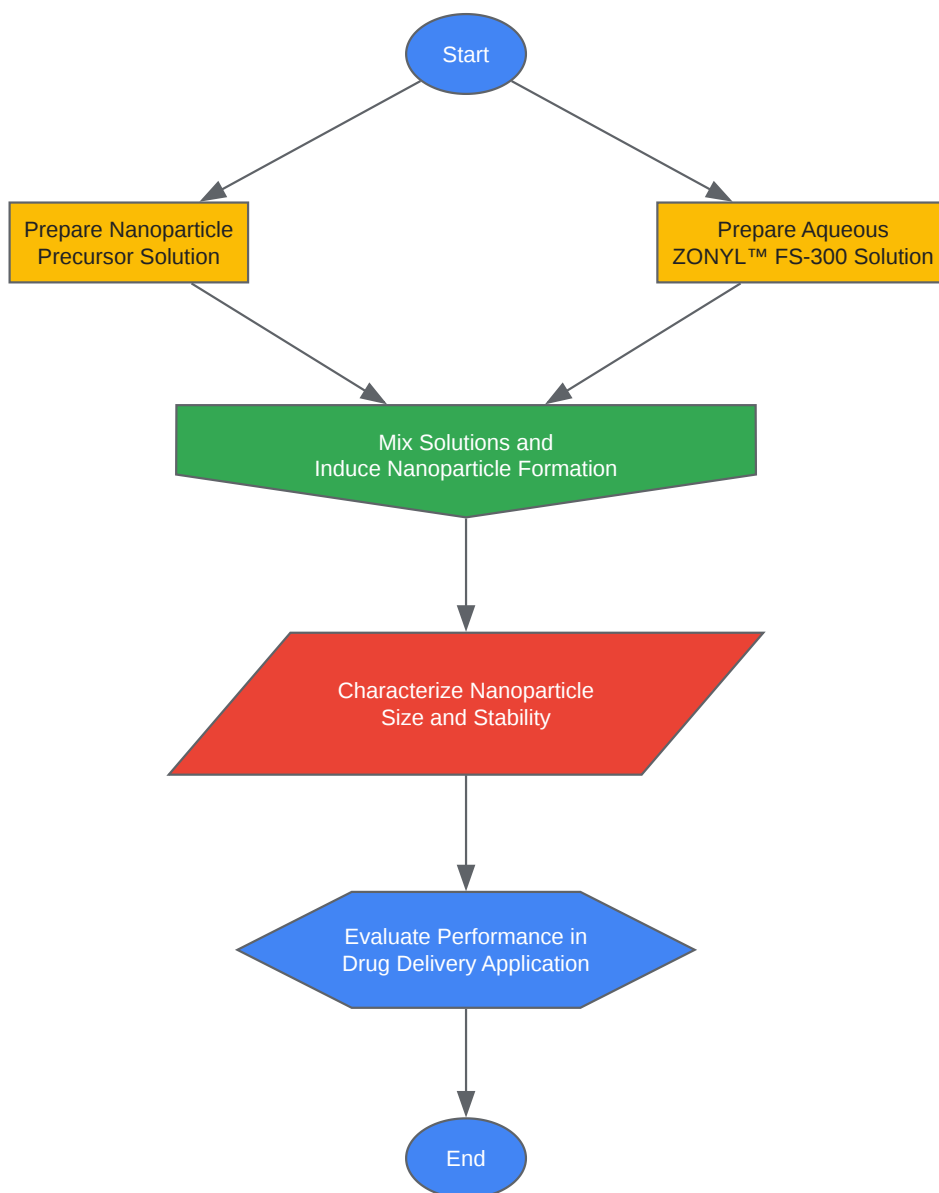 Start
Prepare Nanoparticle
Precursor Solution
Prepare Aqueous
ZONYL™ FS-300 Solution
Mix Solutions and
Induce Nanoparticle Formation
Characterize Nanoparticle
Size and Stability
Evaluate Performance in
Drug Delivery Application
End